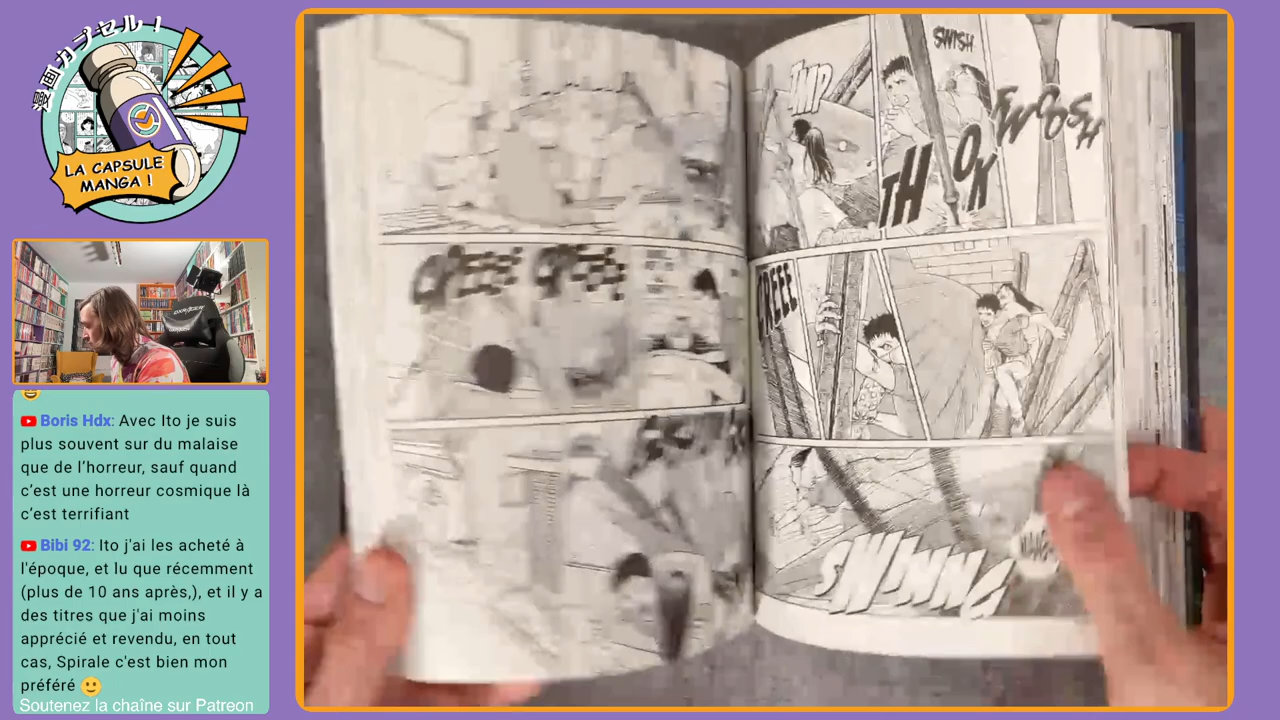 漫画カプセル！
LA CAPSULE
MANGA !
Boris Hdx: Avec Ito je suis
plus souvent sur du malaise
que de l’horreur, sauf quand
c’est une horreur cosmique là
c’est terrifiant
Bibi 92: Ito j'ai les acheté à
l'époque, et lu que récemment
(plus de 10 ans après,), et il y a
des titres que j'ai moins
apprécié et revendu, en tout
cas, Spirale c'est bien mon
préféré 🙂
Soutenez la chaîne sur Patreon
SWISH
THP
FWOSH
THOK
CREEE
SWINNG